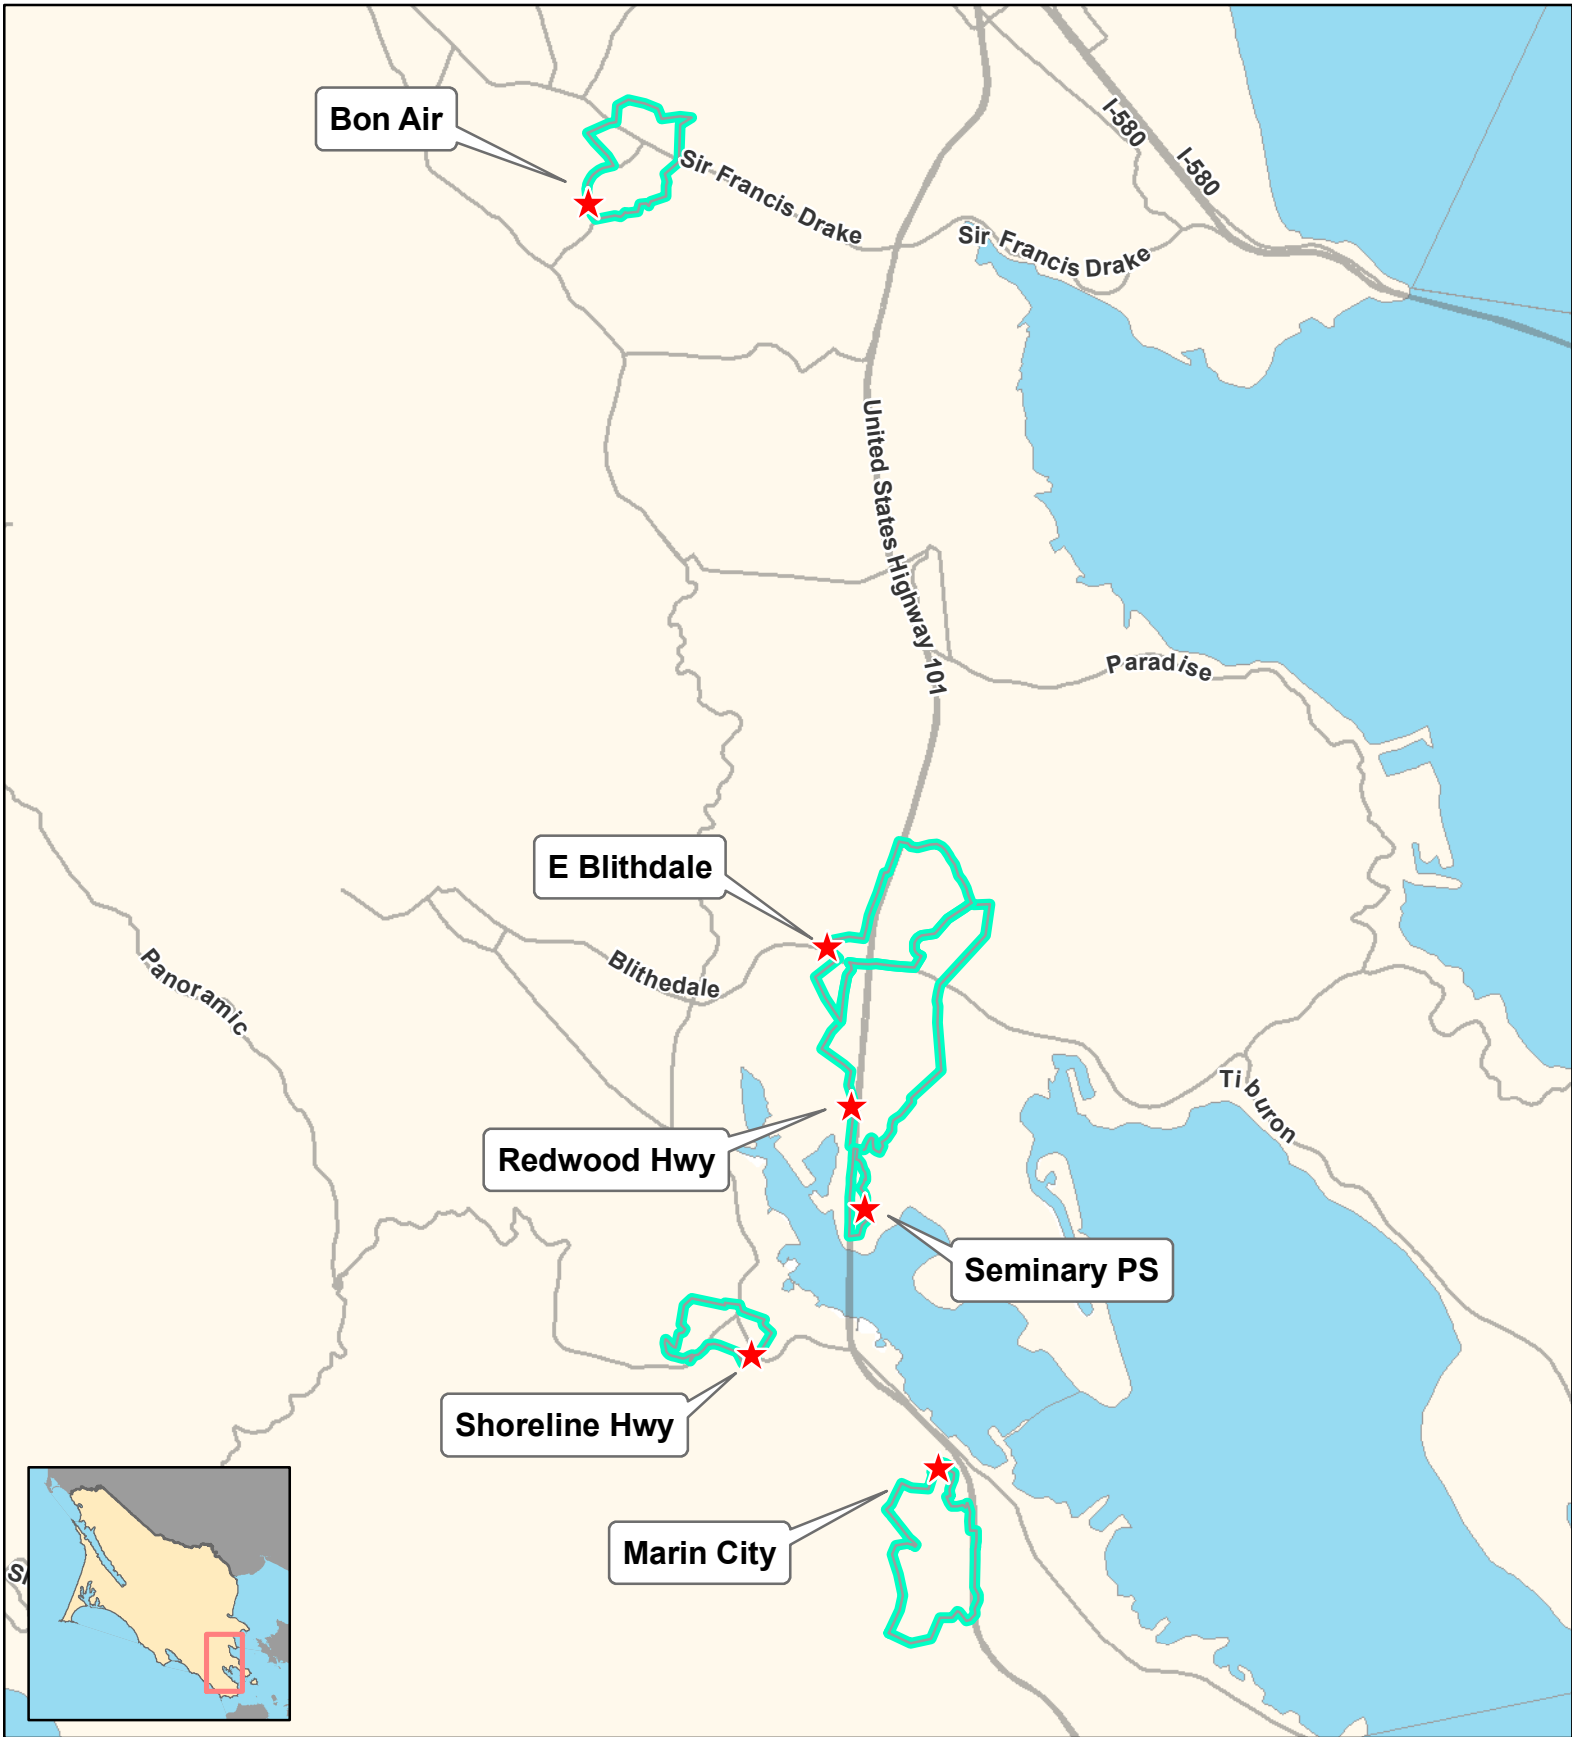 Bon Air
I-580
I-580
Sir Francis Drake
Sir Francis Drake
United States Highway 101
Paradise
E Blithdale
Blithedale
Panoramic
Tiburon
Redwood Hwy
Seminary PS
Shoreline Hwy
Marin City